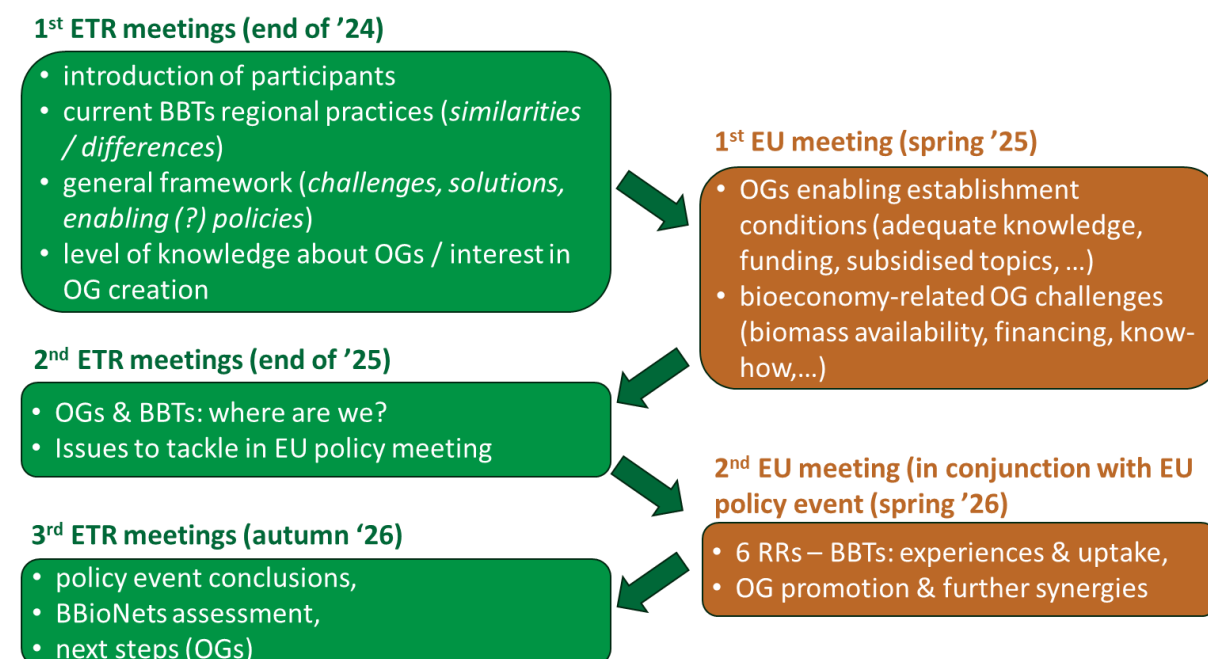 1st ETR meetings (end of ’24)
• introduction of participants
• current BBTs regional practices (similarities
/ differences)
• general framework (challenges, solutions,
enabling (?) policies)
• level of knowledge about OGs / interest in
OG creation
1st EU meeting (spring ’25)
• OGs enabling establishment
conditions (adequate knowledge,
funding, subsidised topics, …)
• bioeconomy-related OG challenges
(biomass availability, financing, know-
how,…)
2nd ETR meetings (end of ’25)
• OGs & BBTs: where are we?
• Issues to tackle in EU policy meeting
2nd EU meeting (in conjunction with EU
policy event (spring ’26)
• 6 RRs – BBTs: experiences & uptake,
• OG promotion & further synergies
3rd ETR meetings (autumn ‘26)
• policy event conclusions,
• BBioNets assessment,
• next steps (OGs)